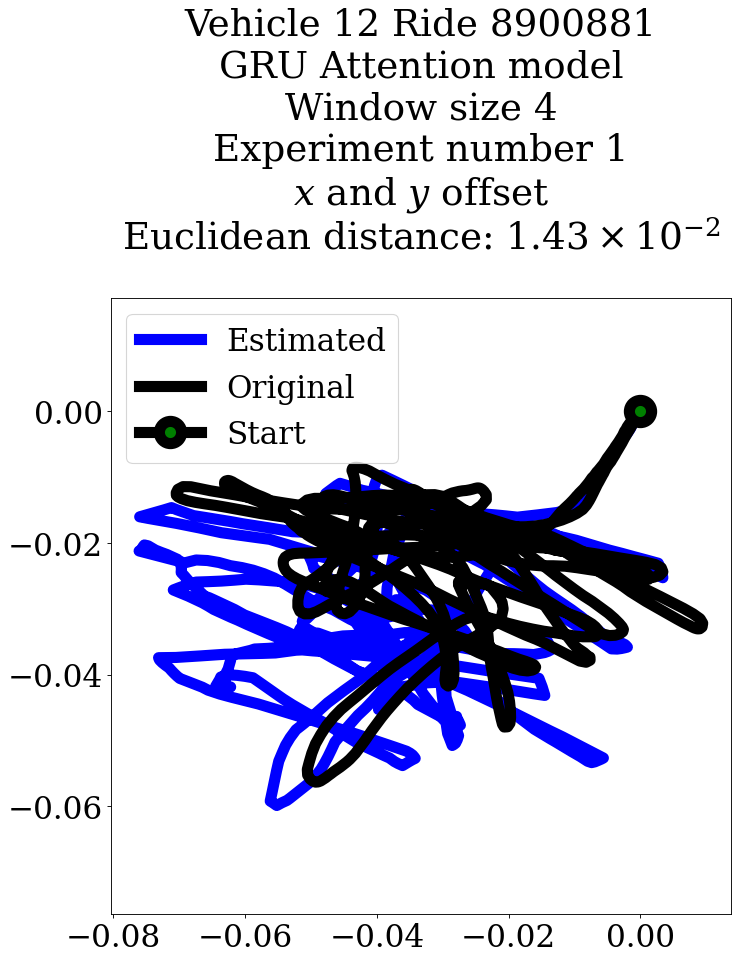 Vehicle 12 Ride 8900881
GRU Attention model
Window size 4
Experiment number 1
x and y offset
Euclidean distance: 1.43 × 10⁻²
Estimated
Original
Start
0.00
−0.02
−0.04
−0.06
−0.08
−0.06
−0.04
−0.02
0.00